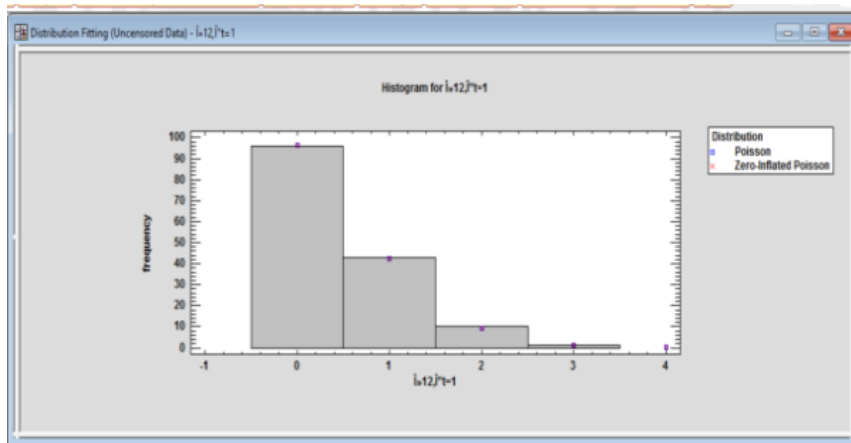 Distribution Fitting (Uncensored Data) - Î»12,Î"t=1
Histogram for Î»12,Î"t=1
Distribution
Poisson
Zero-Inflated Poisson
100
90
80
70
60
50
40
30
20
10
0
frequency
-1 0 1 2 3 4
Î»12,Î"t=1